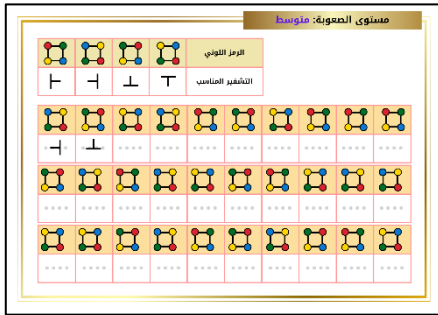 مستوى الصعوبة: متوسط
الرمز اللوني
التشفير المناسب